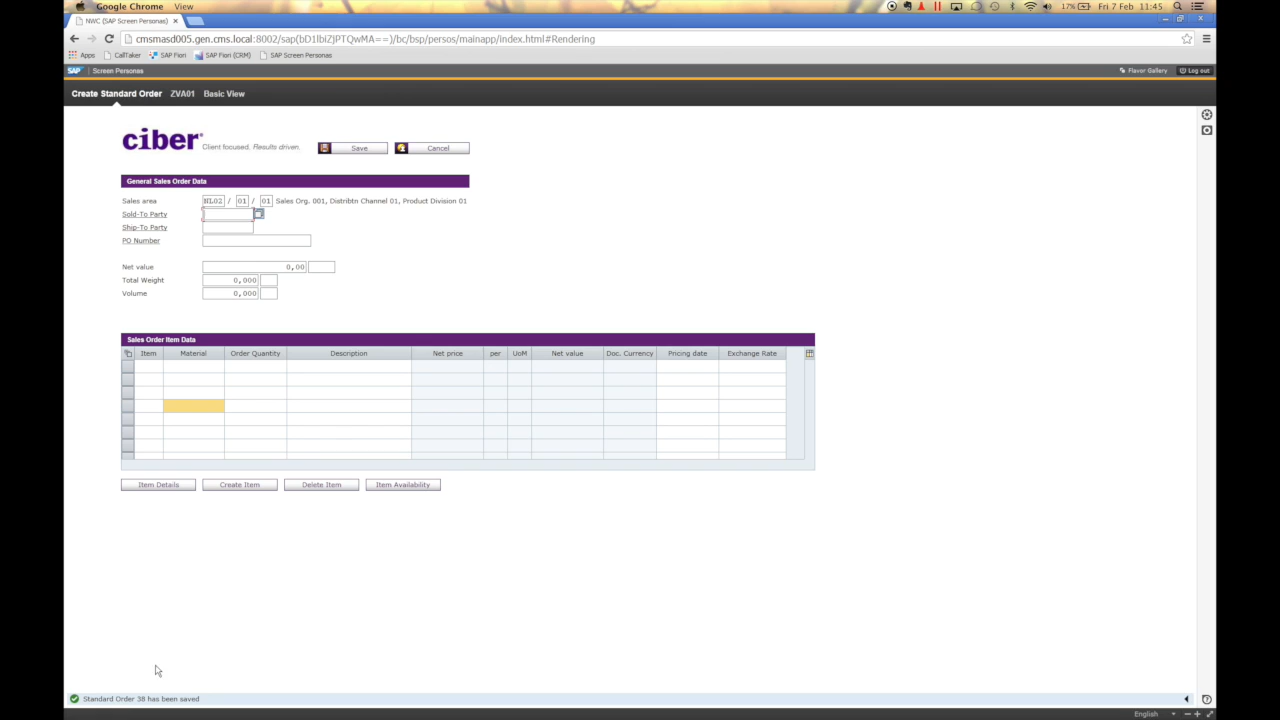 Google Chrome View
17% Fri 7 Feb 11:45
NWC (SAP Screen Personas)
cmsmasd005.gen.cms.local:8002/sap(bD1lbiZjPTQwMA==)/bc/bsp/persos/mainapp/index.html#Rendering
Apps CallTaker SAP Fiori SAP Fiori (CRM) SAP Screen Personas
SAP Screen Personas Flavor Gallery Log out
Create Standard Order ZVA01 Basic View
ciber® Client focused. Results driven. Save Cancel
General Sales Order Data
Sales area NL02 / 01 / 01 Sales Org. 001, Distribtn Channel 01, Product Division 01
Sold-To Party
Ship-To Party
PO Number
Net value 0,00
Total Weight 0,000
Volume 0,000
Sales Order Item Data
Item Material Order Quantity Description Net price per UoM Net value Doc. Currency Pricing date Exchange Rate
Item Details Create Item Delete Item Item Availability
Standard Order 38 has been saved
English